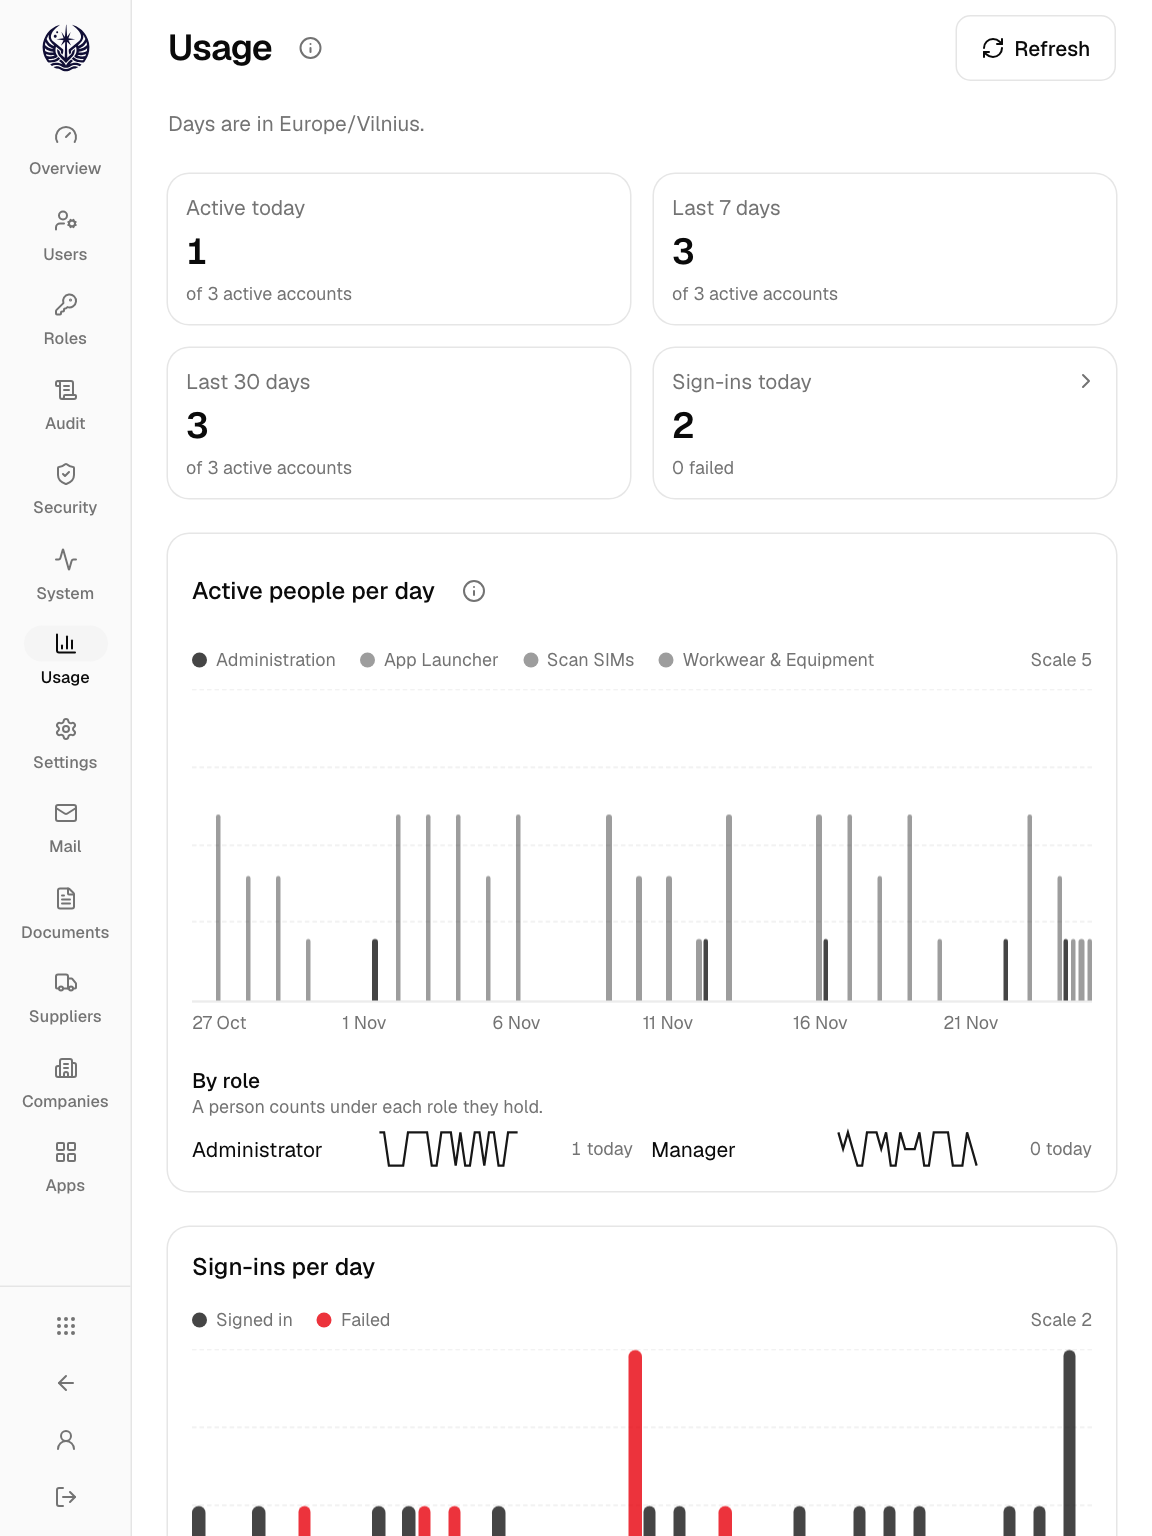 Usage
Refresh
Days are in Europe/Vilnius.
Overview
Users
Roles
Audit
Security
System
Usage
Settings
Mail
Documents
Suppliers
Companies
Apps
Active today
1
of 3 active accounts
Last 7 days
3
of 3 active accounts
Last 30 days
3
of 3 active accounts
Sign-ins today
2
0 failed
Active people per day
Administration App Launcher Scan SIMs Workwear & Equipment Scale 5
27 Oct 1 Nov 6 Nov 11 Nov 16 Nov 21 Nov
By role
A person counts under each role they hold.
Administrator 1 today Manager 0 today
Sign-ins per day
Signed in Failed Scale 2